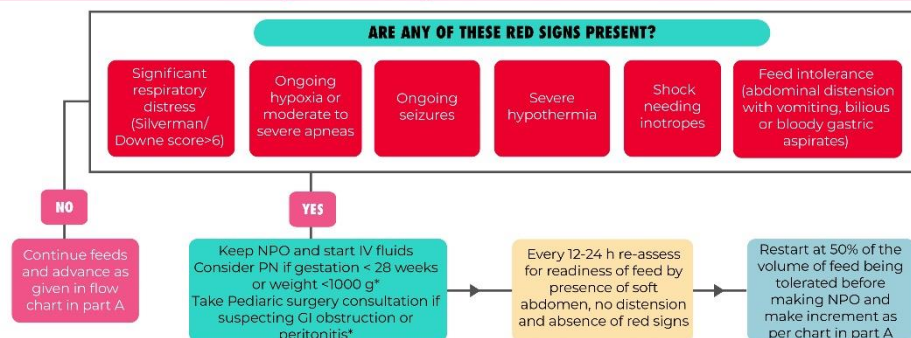 ARE ANY OF THESE RED SIGNS PRESENT?
Significant
respiratory
distress
(Silverman/
Downe score>6)
Ongoing
hypoxia or
moderate to
severe apneas
Ongoing
seizures
Severe
hypothermia
Shock
needing
inotropes
Feed intolerance
(abdominal distension
with vomiting, bilious
or bloody gastric
aspirates)
NO
YES
Continue feeds
and advance as
given in flow
chart in part A
Keep NPO and start IV fluids
Consider PN if gestation < 28 weeks
or weight <1000 g*
Take Pediaric surgery consultation if
suspecting GI obstruction or
peritonitis*
Every 12-24 h re-assess
for readiness of feed by
presence of soft
abdomen, no distension
and absence of red signs
Restart at 50% of the
volume of feed being
tolerated before
making NPO and
make increment as
per chart in part A